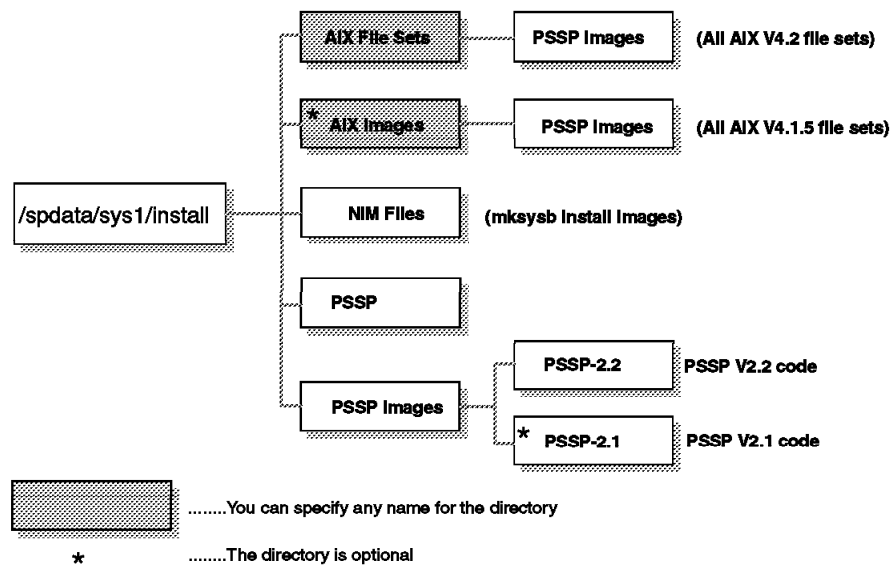 AIX File Sets PSSP Images (All AIX V4.2 file sets)
* AIX Images PSSP Images (All AIX V4.1.5 file sets)
/spdata/sys1/install
NIM Files (mksysb Install Images)
PSSP
PSSP-2.2 PSSP V2.2 code
PSSP Images
* PSSP-2.1 PSSP V2.1 code
........You can specify any name for the directory
* ........The directory is optional